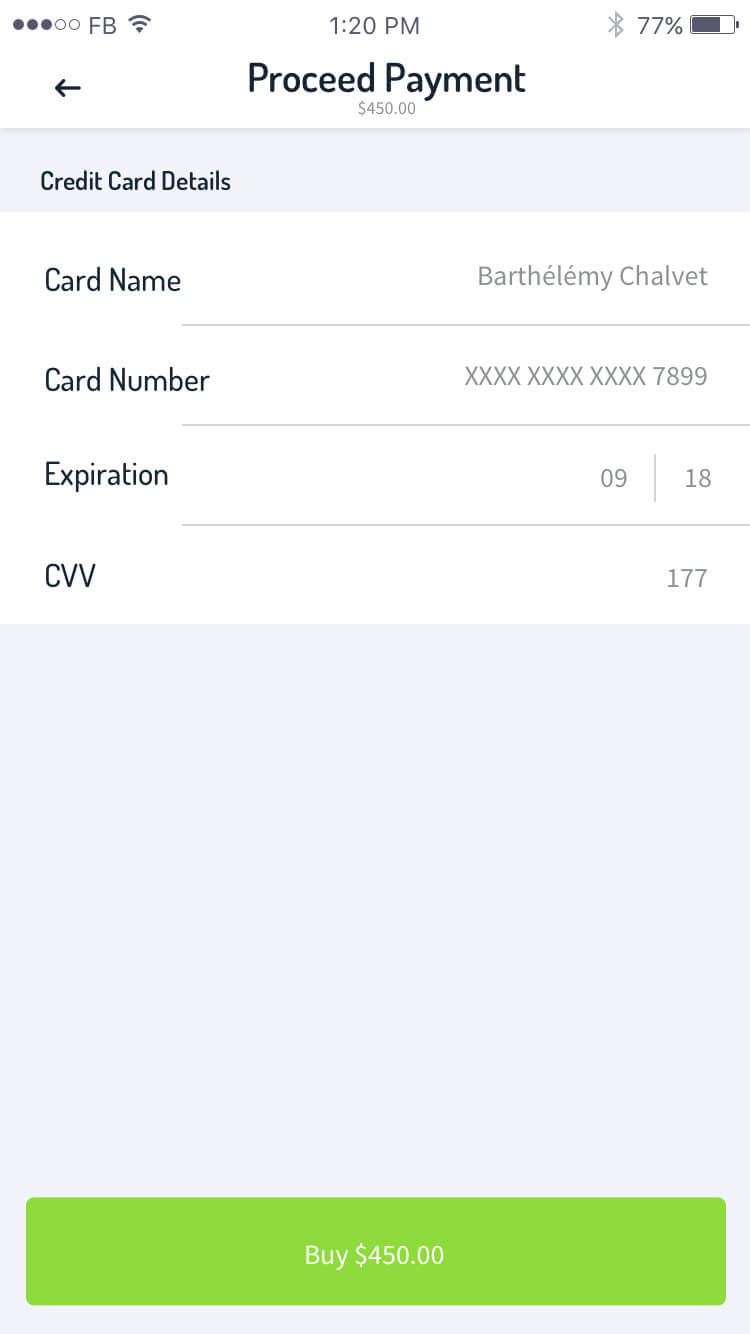 FB 1:20 PM 77%
Proceed Payment
$450.00
Credit Card Details
Card Name Barthélémy Chalvet
Card Number XXXX XXXX XXXX 7899
Expiration 09 18
CVV 177
Buy $450.00